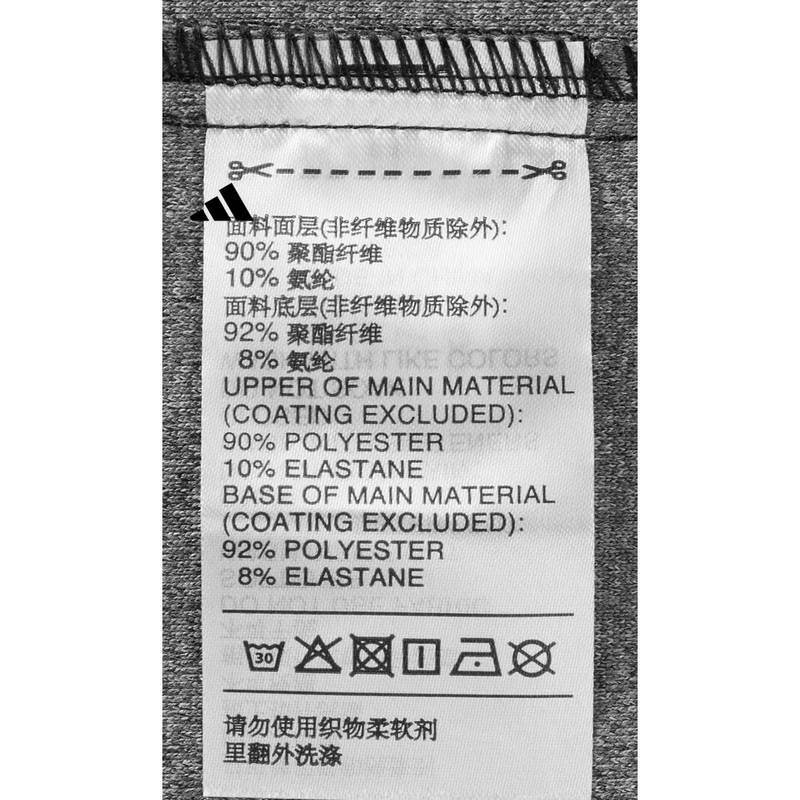 面料面层(非纤维物质除外):
90% 聚酯纤维
10% 氨纶
面料底层(非纤维物质除外):
92% 聚酯纤维
8% 氨纶
UPPER OF MAIN MATERIAL
(COATING EXCLUDED):
90% POLYESTER
10% ELASTANE
BASE OF MAIN MATERIAL
(COATING EXCLUDED):
92% POLYESTER
8% ELASTANE
30
请勿使用织物柔软剂
里翻外洗涤